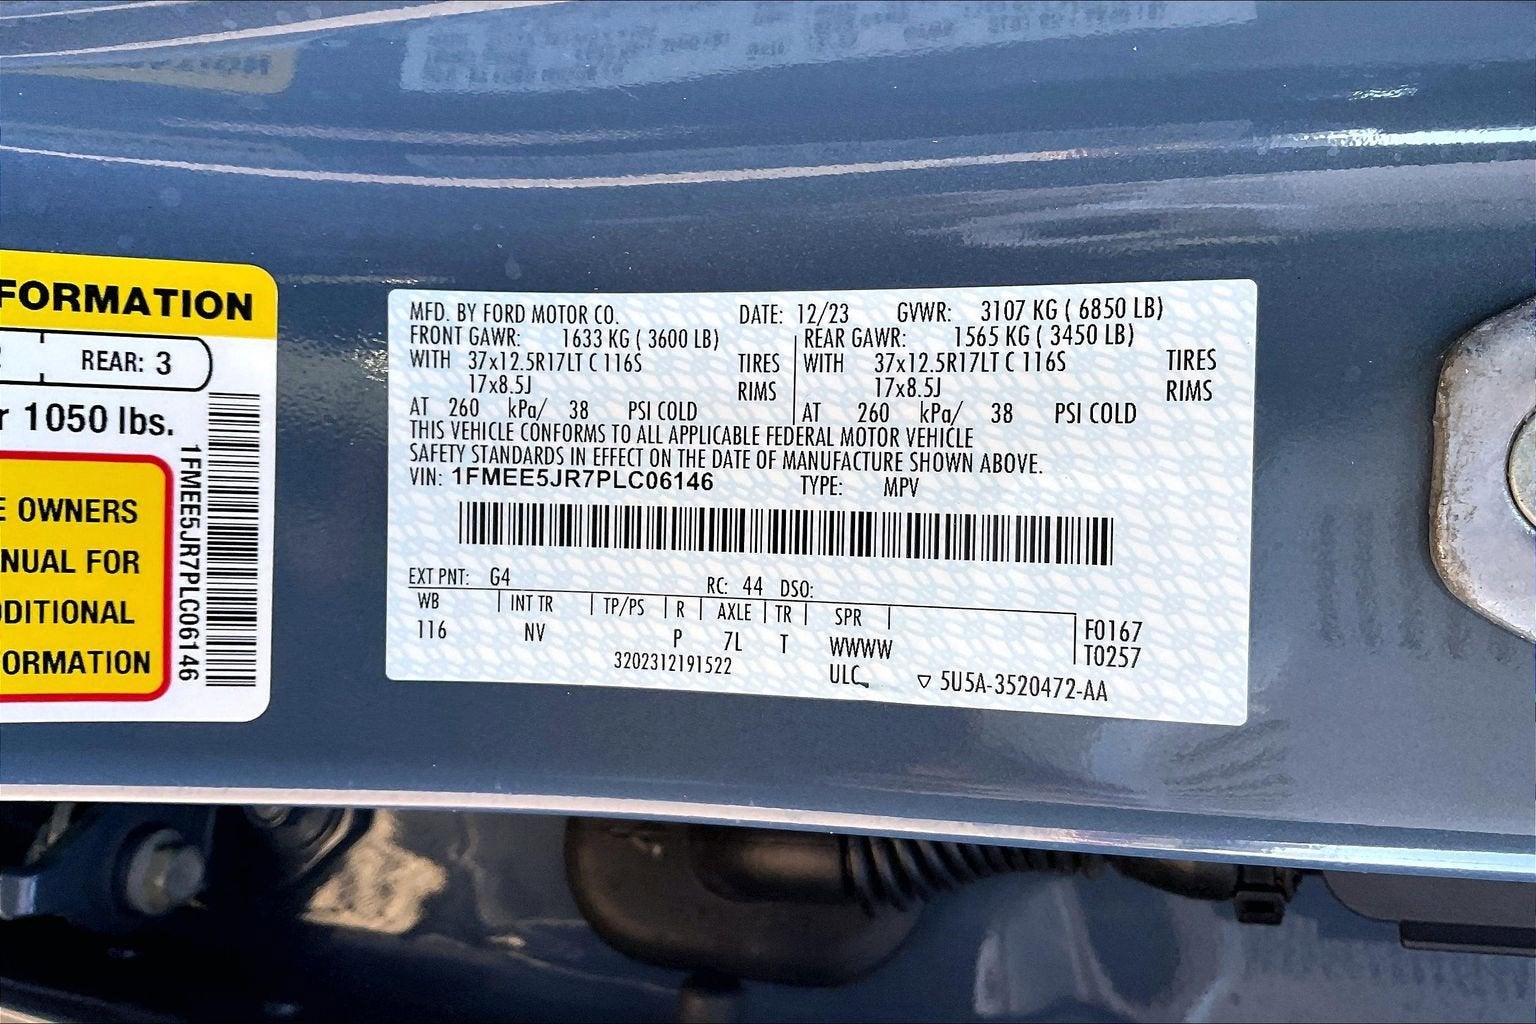 FORMATION
REAR: 3
1050 lbs.
OWNERS
NUAL FOR
DDITIONAL
ORMATION
1FMEE5JR7PLC06146
MFD. BY FORD MOTOR CO. DATE: 12/23 GVWR: 3107 KG ( 6850 LB)
FRONT GAWR: 1633 KG ( 3600 LB) REAR GAWR: 1565 KG ( 3450 LB)
WITH 37x12.5R17LT C 116S TIRES WITH 37x12.5R17LT C 116S TIRES
17x8.5J RIMS 17x8.5J RIMS
AT 260 kPa/ 38 PSI COLD AT 260 kPa/ 38 PSI COLD
THIS VEHICLE CONFORMS TO ALL APPLICABLE FEDERAL MOTOR VEHICLE
SAFETY STANDARDS IN EFFECT ON THE DATE OF MANUFACTURE SHOWN ABOVE.
VIN: 1FMEE5JR7PLC06146 TYPE: MPV
EXT PNT: G4 RC: 44 DSO:
WB INT TR TP/PS R AXLE TR SPR
116 NV P 7L T WWWW F0167
T0257
3202312191522 ULC ▽ 5U5A-3520472-AA